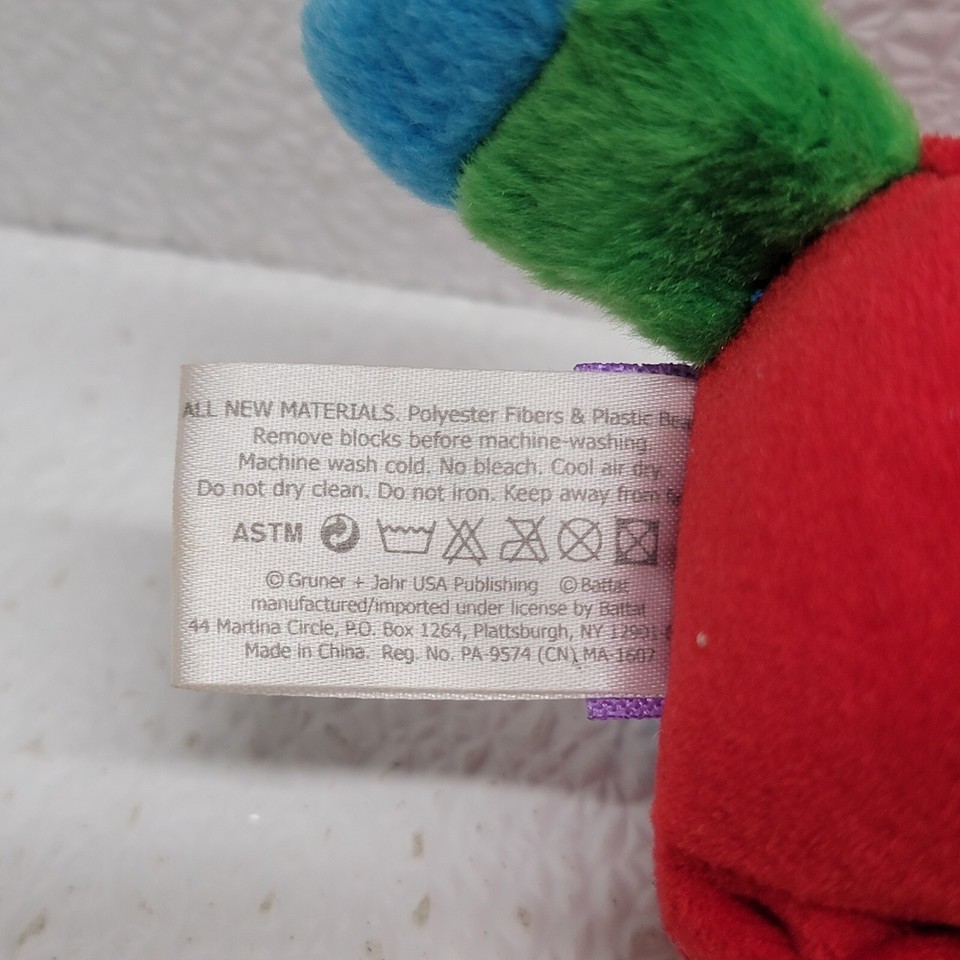 ALL NEW MATERIALS. Polyester Fibers & Plastic
Remove blocks before machine-washing
Machine wash cold. No bleach. Cool air dry.
Do not dry clean. Do not iron. Keep away from
ASTM
©Gruner + Jahr USA Publishing ©Battat
manufactured/imported under license by Battat
44 Martina Circle, P.O. Box 1264, Plattsburgh, NY 12901
Made in China. Reg. No. PA-9574 (CN), MA-1607